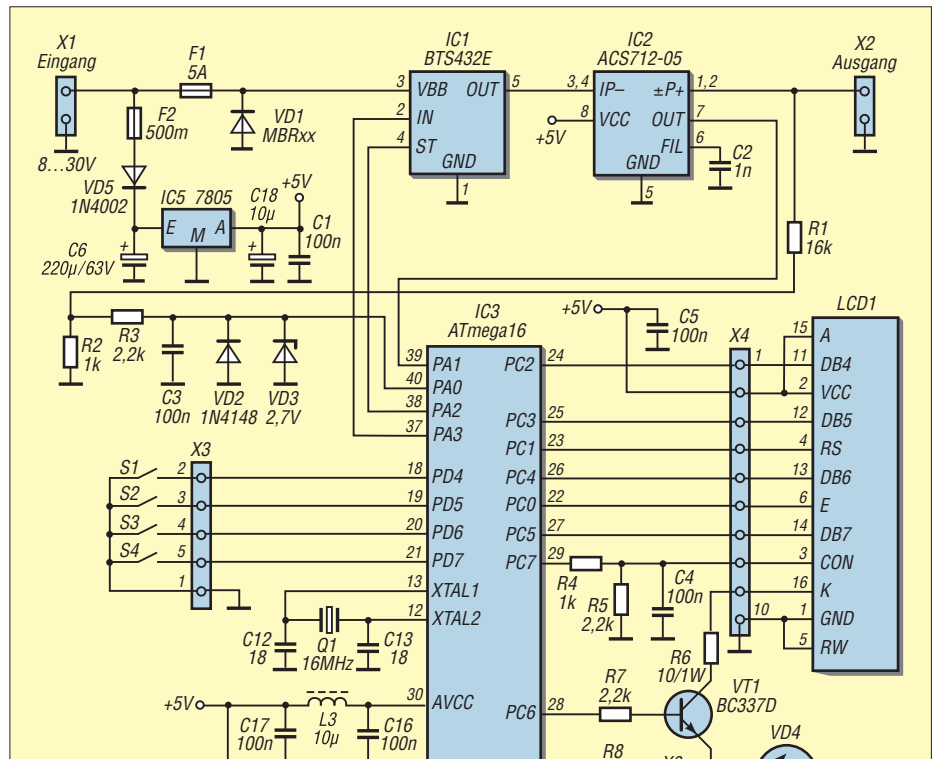 X1
Eingang
F1
5A
IC1
BTS432E
IC2
ACS712-05
X2
Ausgang
3 VBB OUT 5
2 IN
4 ST
GND
1
3,4 IP– ±P+ 1,2
8 VCC OUT 7
FIL 6
GND
5
+5V
C2
1n
F2
500m
VD1
MBRxx
8…30V
VD5
1N4002
IC5 7805
E M A
C18
10µ
+5V
C1
100n
+
C6
220µ/63V
+
R1
16k
R2
1k
R3
2,2k
C3
100n
VD2
1N4148
VD3
2,7V
IC3
ATmega16
+5V
C5
100n
X4
LCD1
39 PA1 PC2 24
40 PA0
38 PA2
37 PA3
PC3 25
PC1 23
18 PD4 PC4 26
19 PD5 PC0 22
20 PD6 PC5 27
21 PD7 PC7 29
13 XTAL1
12 XTAL2
30 AVCC
PC6 28
1
10
15 A
11 DB4
2 VCC
12 DB5
4 RS
13 DB6
6 E
14 DB7
3 CON
16 K
1 GND
5 RW
X3
S1 2
S2 3
S3 4
S4 5
1
R4
1k
R5
2,2k
C4
100n
C12
18
Q1
16MHz
C13
18
R6
10/1W
R7
2,2k
VT1
BC337D
+5V
C17
100n
L3
10µ
C16
100n
R8
VD4